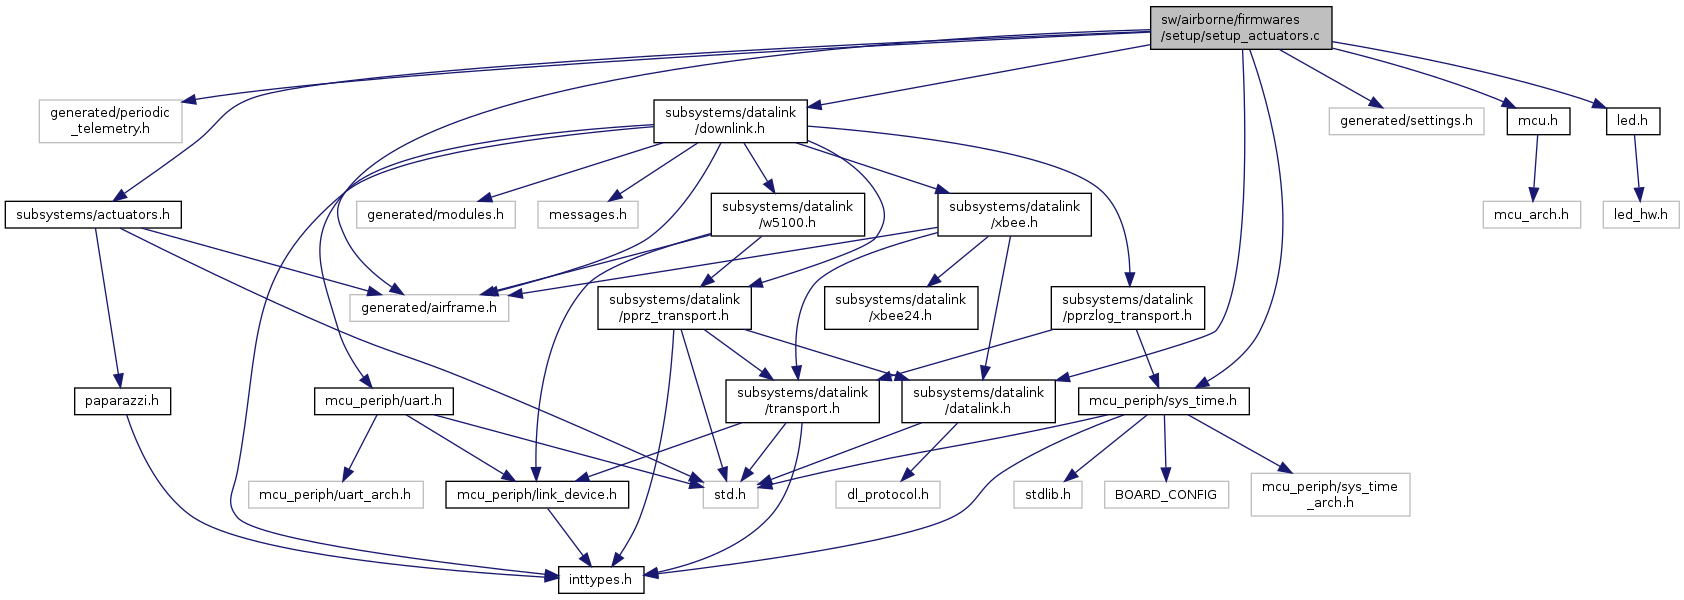 sw/airborne/firmwares
/setup/setup_actuators.c
generated/periodic
_telemetry.h
subsystems/datalink
/downlink.h
generated/settings.h
mcu.h
led.h
subsystems/actuators.h
generated/modules.h
messages.h
subsystems/datalink
/w5100.h
subsystems/datalink
/xbee.h
mcu_arch.h
led_hw.h
generated/airframe.h
subsystems/datalink
/pprz_transport.h
subsystems/datalink
/xbee24.h
subsystems/datalink
/pprzlog_transport.h
paparazzi.h
mcu_periph/uart.h
subsystems/datalink
/transport.h
subsystems/datalink
/datalink.h
mcu_periph/sys_time.h
mcu_periph/uart_arch.h
mcu_periph/link_device.h
std.h
dl_protocol.h
stdlib.h
BOARD_CONFIG
mcu_periph/sys_time
_arch.h
inttypes.h